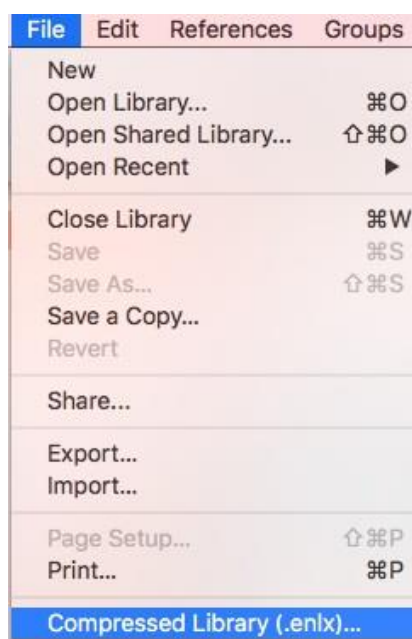 File Edit References Groups
New
Open Library... ⌘O
Open Shared Library... ⇧⌘O
Open Recent ▶
Close Library ⌘W
Save ⌘S
Save As... ⇧⌘S
Save a Copy...
Revert
Share...
Export...
Import...
Page Setup... ⇧⌘P
Print... ⌘P
Compressed Library (.enlx)...